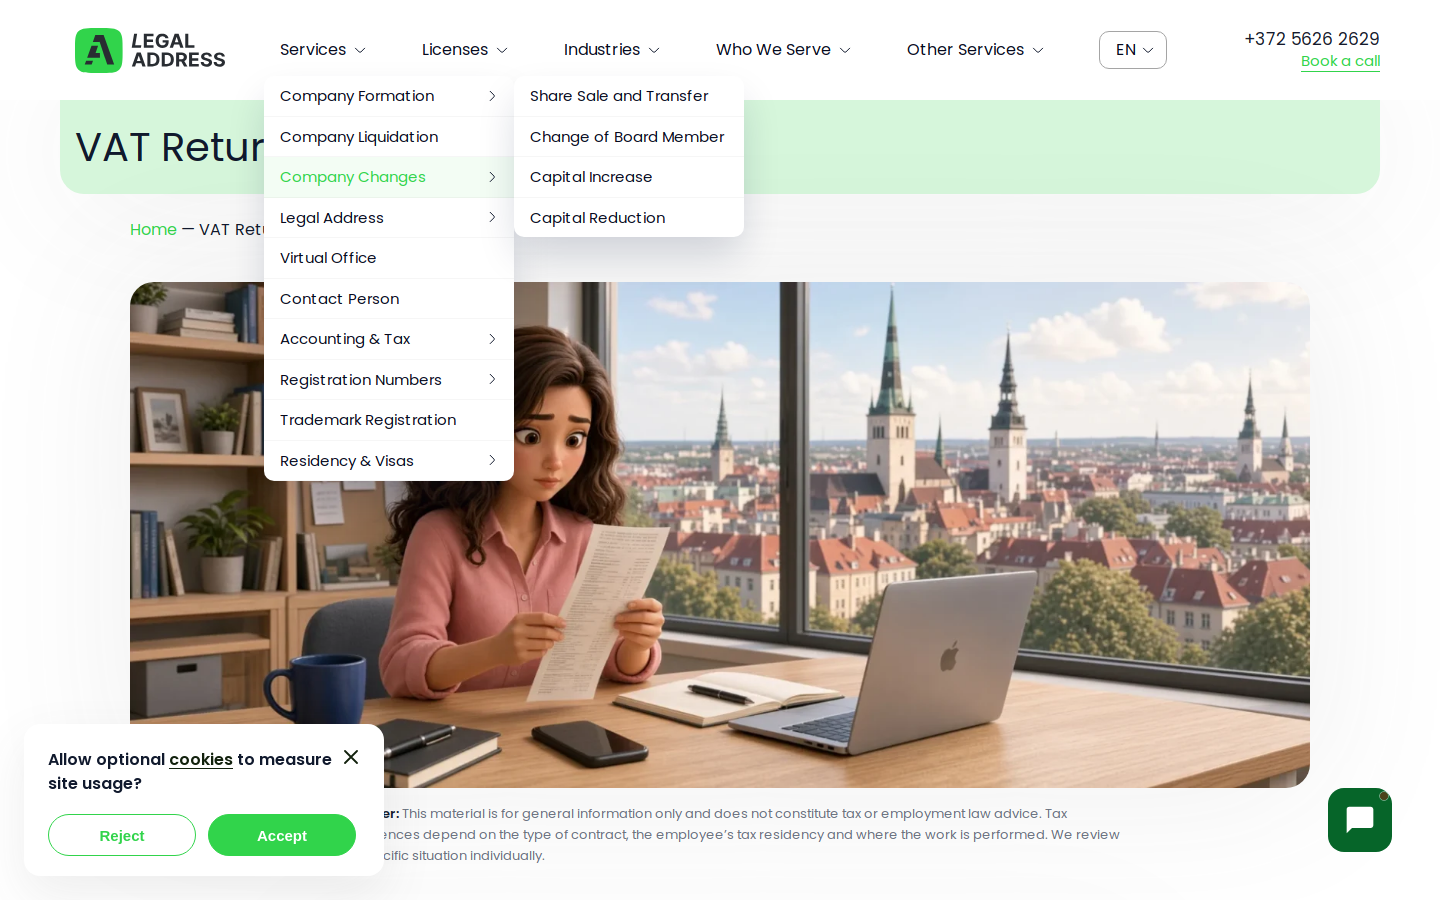 LEGAL
ADDRESS
Services
Licenses
Industries
Who We Serve
Other Services
EN
+372 5626 2629
Book a call
Company Formation
Company Liquidation
Company Changes
Legal Address
Virtual Office
Contact Person
Accounting & Tax
Registration Numbers
Trademark Registration
Residency & Visas
Share Sale and Transfer
Change of Board Member
Capital Increase
Capital Reduction
VAT Retur
Home — VAT Retu
Allow optional cookies to measure
site usage?
Reject
Accept
er: This material is for general information only and does not constitute tax or employment law advice. Tax
ences depend on the type of contract, the employee’s tax residency and where the work is performed. We review
cific situation individually.